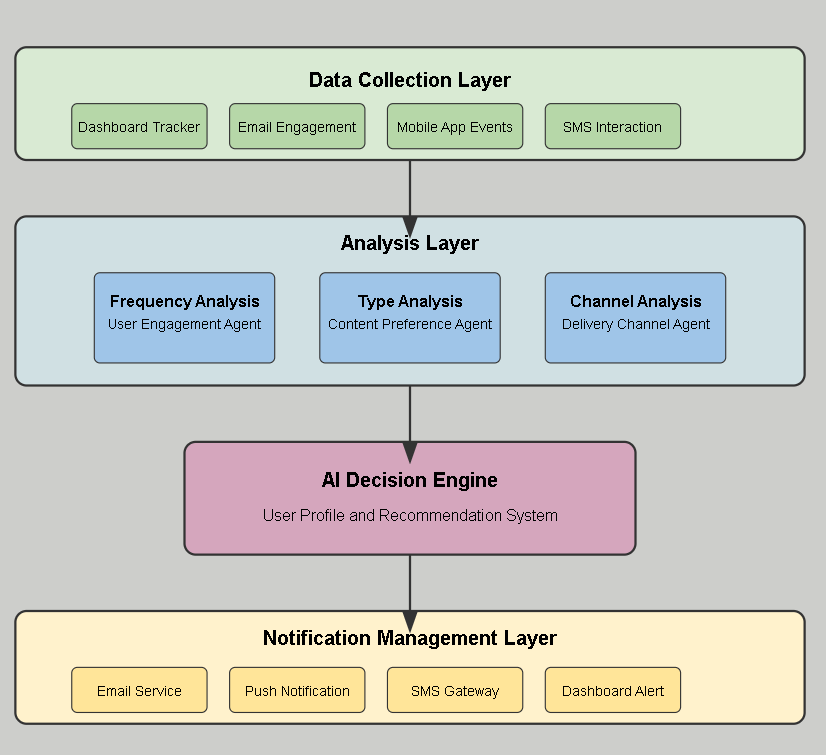 Data Collection Layer
Dashboard Tracker
Email Engagement
Mobile App Events
SMS Interaction
Analysis Layer
Frequency Analysis
User Engagement Agent
Type Analysis
Content Preference Agent
Channel Analysis
Delivery Channel Agent
AI Decision Engine
User Profile and Recommendation System
Notification Management Layer
Email Service
Push Notification
SMS Gateway
Dashboard Alert